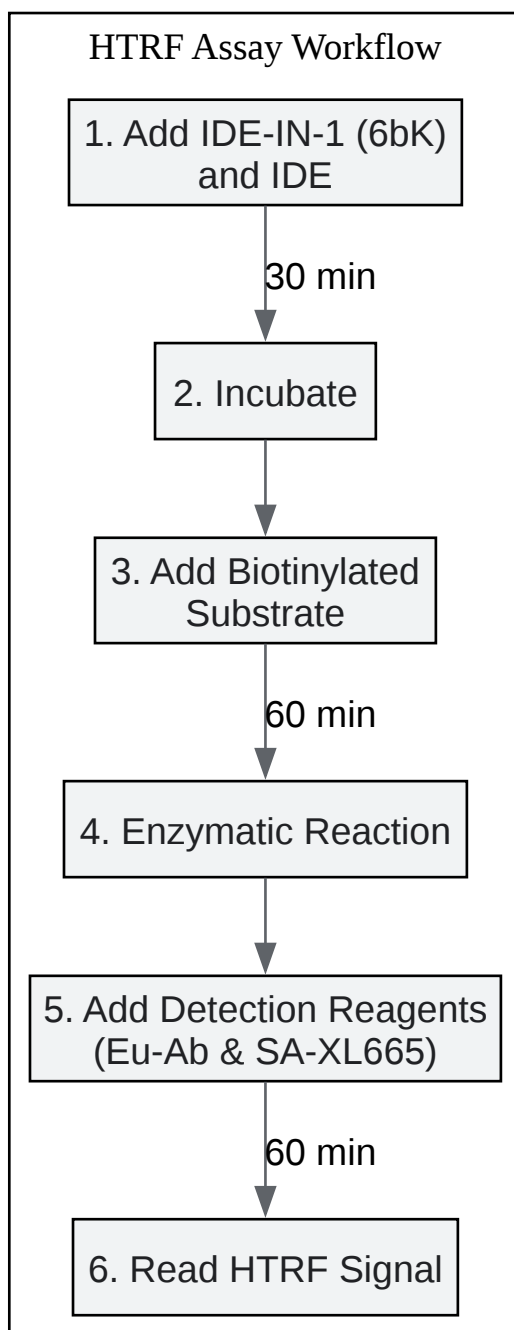 HTRF Assay Workflow
1. Add IDE-IN-1 (6bK)
and IDE
30 min
2. Incubate
3. Add Biotinylated
Substrate
60 min
4. Enzymatic Reaction
5. Add Detection Reagents
(Eu-Ab & SA-XL665)
60 min
6. Read HTRF Signal